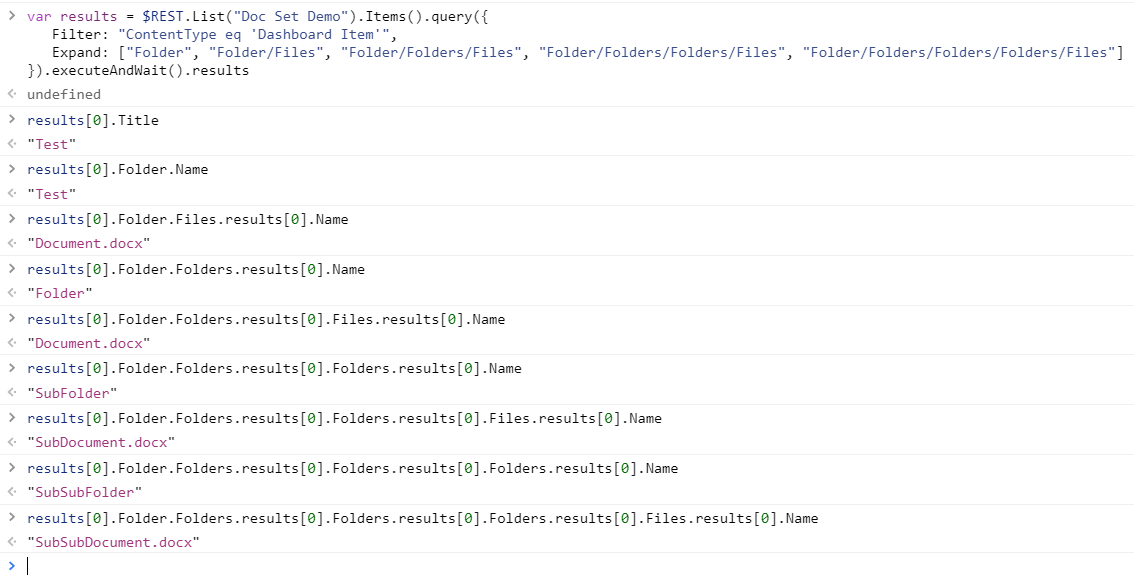 > var results = $REST.List("Doc Set Demo").Items().query({
Filter: "ContentType eq 'Dashboard Item'",
Expand: ["Folder", "Folder/Files", "Folder/Folders/Files", "Folder/Folders/Folders/Files", "Folder/Folders/Folders/Folders/Files"]
}).executeAndWait().results
< undefined
> results[0].Title
< "Test"
> results[0].Folder.Name
< "Test"
> results[0].Folder.Files.results[0].Name
< "Document.docx"
> results[0].Folder.Folders.results[0].Name
< "Folder"
> results[0].Folder.Folders.results[0].Files.results[0].Name
< "Document.docx"
> results[0].Folder.Folders.results[0].Folders.results[0].Name
< "SubFolder"
> results[0].Folder.Folders.results[0].Folders.results[0].Files.results[0].Name
< "SubDocument.docx"
> results[0].Folder.Folders.results[0].Folders.results[0].Folders.results[0].Name
< "SubSubFolder"
> results[0].Folder.Folders.results[0].Folders.results[0].Folders.results[0].Files.results[0].Name
< "SubSubDocument.docx"
>